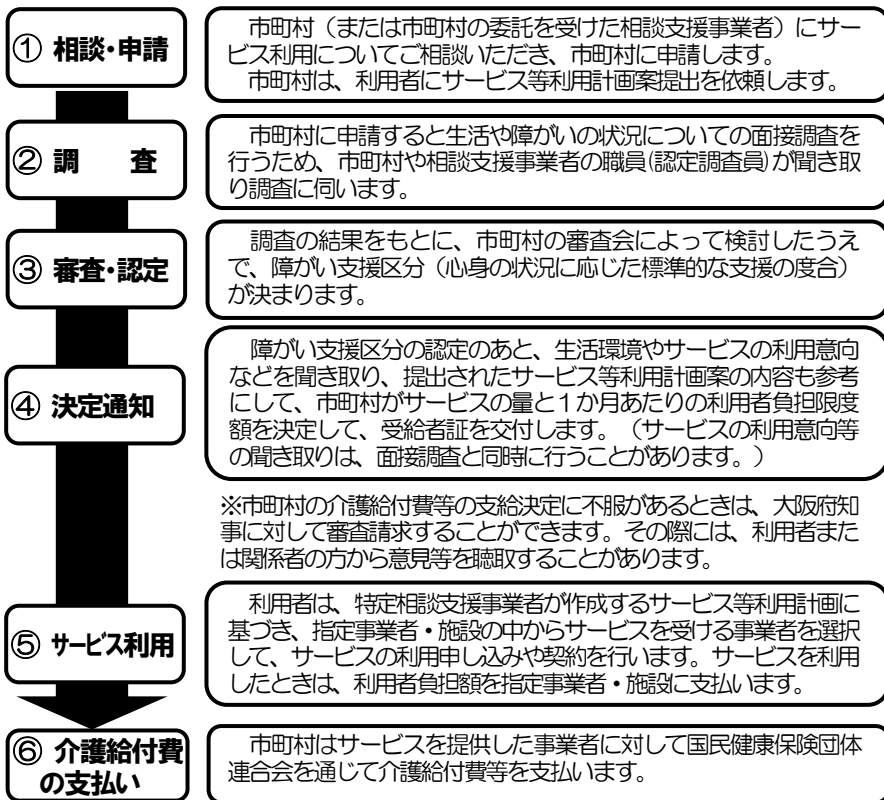 ① 相談・申請
　市町村（または市町村の委託を受けた相談支援事業者）にサー
ビス利用についてご相談いただき、市町村に申請します。
　市町村は、利用者にサービス等利用計画案提出を依頼します。
② 調　　査
　市町村に申請すると生活や障がいの状況についての面接調査を
行うため、市町村や相談支援事業者の職員(認定調査員)が聞き取
り調査に伺います。
③ 審査・認定
　調査の結果をもとに、市町村の審査会によって検討したうえ
で、障がい支援区分（心身の状況に応じた標準的な支援の度合）
が決まります。
④ 決定通知
　障がい支援区分の認定のあと、生活環境やサービスの利用意向
などを聞き取り、提出されたサービス等利用計画案の内容も参考
にして、市町村がサービスの量と１か月あたりの利用者負担限度
額を決定して、受給者証を交付します。（サービスの利用意向等
の聞き取りは、面接調査と同時に行うことがあります。）
※市町村の介護給付費等の支給決定に不服があるときは、大阪府知
事に対して審査請求することができます。その際には、利用者また
は関係者の方から意見等を聴取することがあります。
⑤ サービス利用
　利用者は、特定相談支援事業者が作成するサービス等利用計画に
基づき、指定事業者・施設の中からサービスを受ける事業者を選択
して、サービスの利用申し込みや契約を行います。サービスを利用
したときは、利用者負担額を指定事業者・施設に支払います。
⑥ 介護給付費
の支払い
　市町村はサービスを提供した事業者に対して国民健康保険団体
連合会を通じて介護給付費等を支払います。